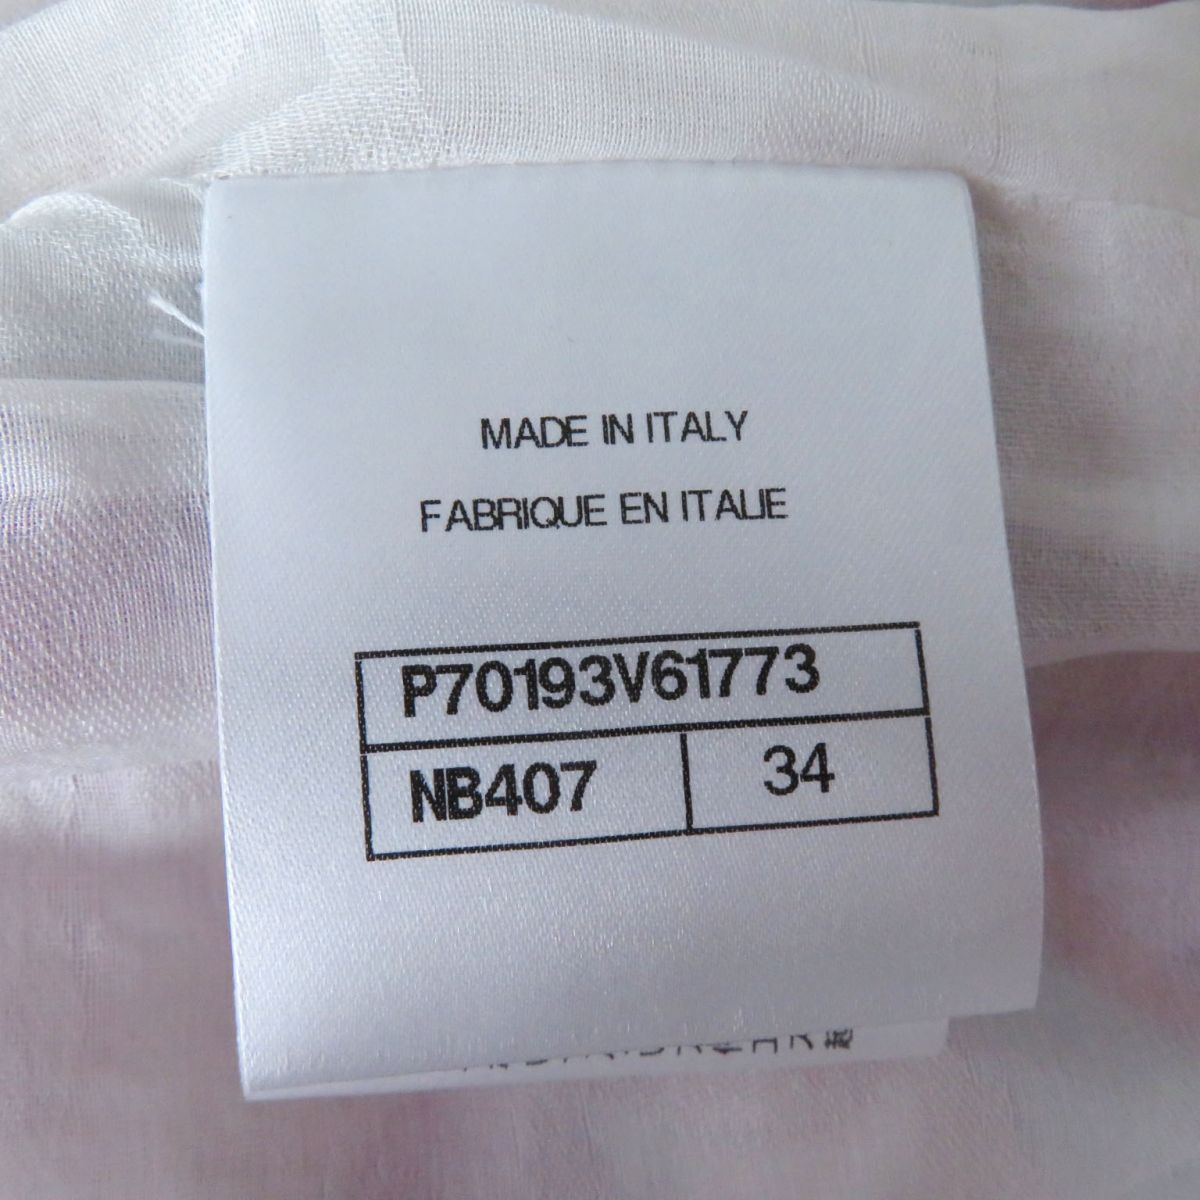 MADE IN ITALY
FABRIQUE EN ITALIE
P70193V61773
NB407 34